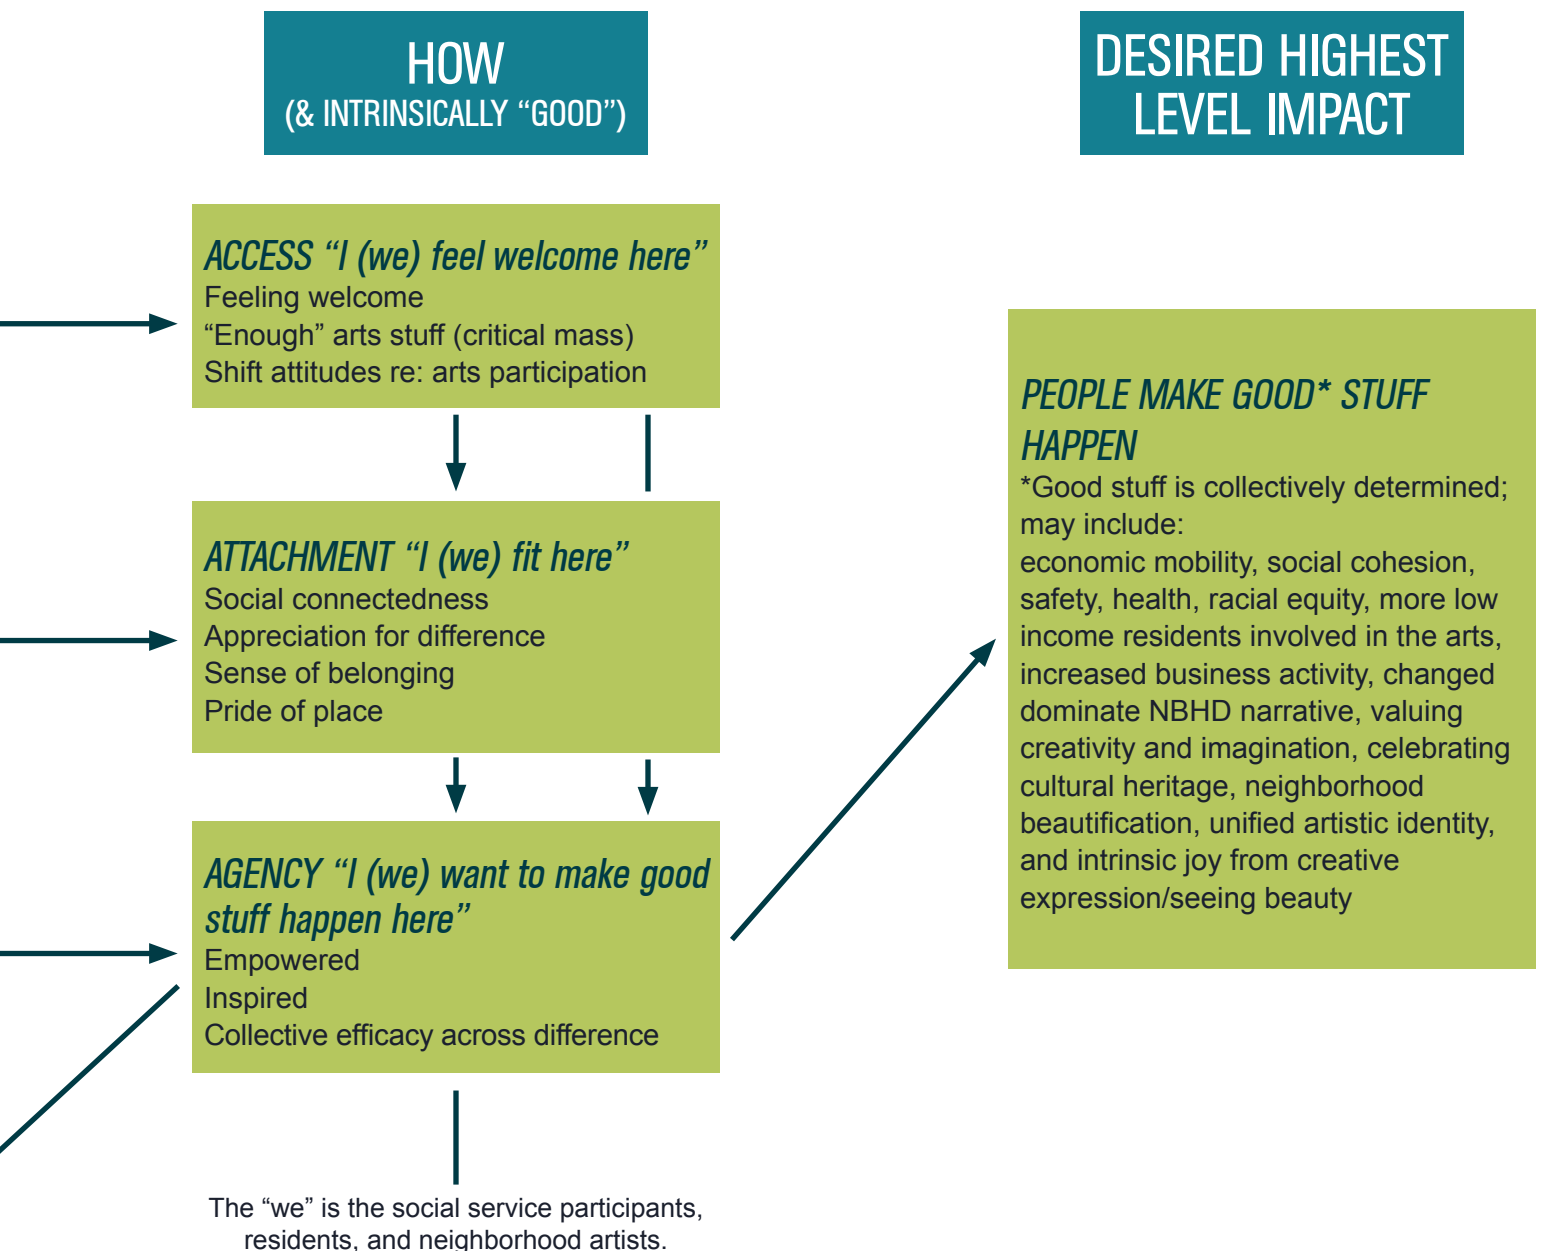 HOW
(& INTRINSICALLY “GOOD”)
DESIRED HIGHEST
LEVEL IMPACT
ACCESS “I (we) feel welcome here”
Feeling welcome
“Enough” arts stuff (critical mass)
Shift attitudes re: arts participation
ATTACHMENT “I (we) fit here”
Social connectedness
Appreciation for difference
Sense of belonging
Pride of place
AGENCY “I (we) want to make good
stuff happen here”
Empowered
Inspired
Collective efficacy across difference
The “we” is the social service participants,
residents, and neighborhood artists.
PEOPLE MAKE GOOD* STUFF
HAPPEN
*Good stuff is collectively determined;
may include:
economic mobility, social cohesion,
safety, health, racial equity, more low
income residents involved in the arts,
increased business activity, changed
dominate NBHD narrative, valuing
creativity and imagination, celebrating
cultural heritage, neighborhood
beautification, unified artistic identity,
and intrinsic joy from creative
expression/seeing beauty